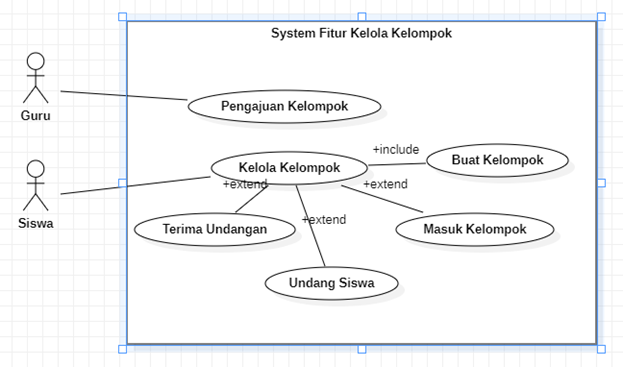 System Fitur Kelola Kelompok
Guru
Pengajuan Kelompok
Siswa
Kelola Kelompok
+include
Buat Kelompok
+extend
+extend
+extend
Terima Undangan
Masuk Kelompok
Undang Siswa